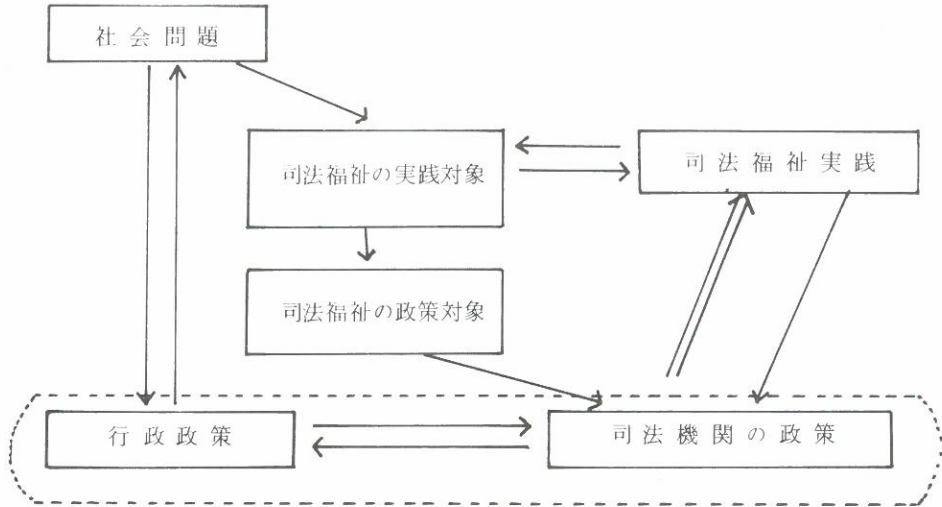 社会問題
司法福祉の実践対象
司法福祉実践
司法福祉の政策対象
行政政策
司法機関の政策